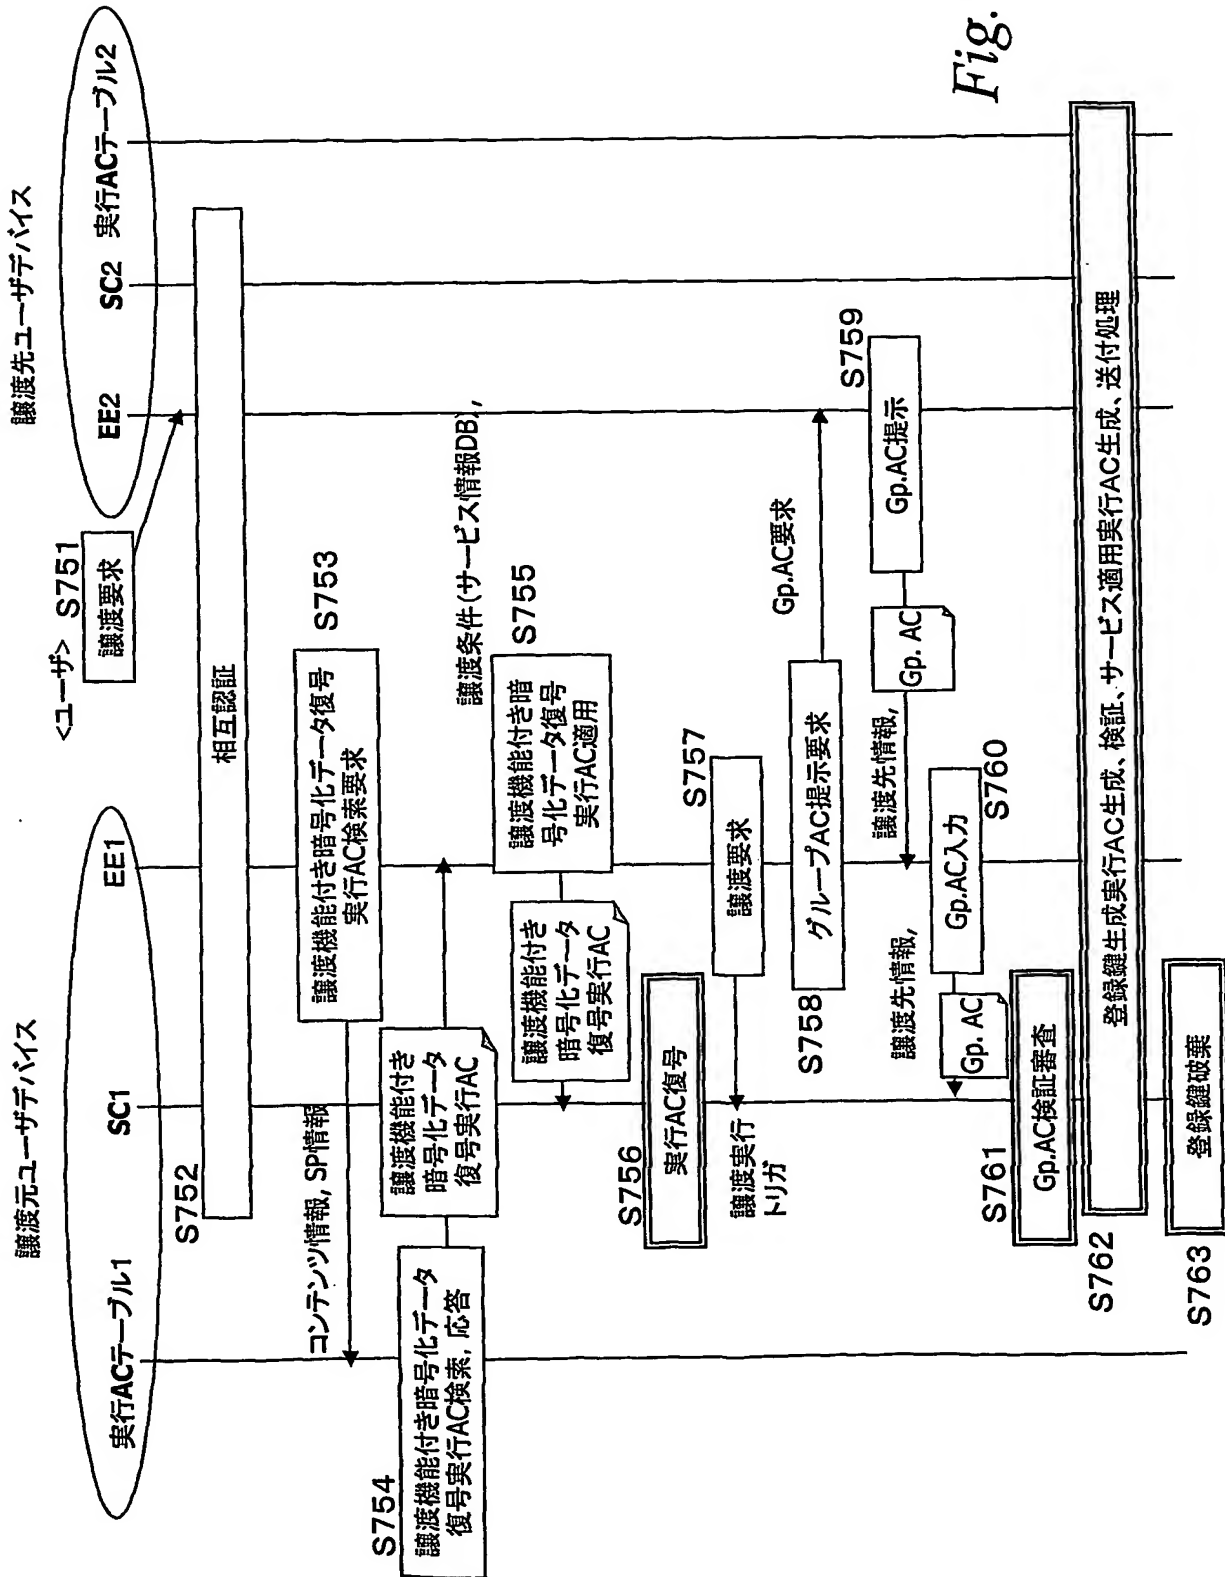 譲渡元ユーザデバイス
譲渡先ユーザデバイス
実行ACテーブル1
SC1
EE1
EE2
SC2
実行ACテーブル2
<ユーザ>
S751
譲渡要求
S752
相互認証
S753
譲渡機能付き暗号化データ復号
実行AC検索要求
コンテンツ情報, SP情報
S754
譲渡機能付き暗号化データ
復号実行AC検索, 応答
譲渡機能付き
暗号化データ
復号実行AC
譲渡条件(サービス情報DB),
S755
譲渡機能付き暗
号化データ復号
実行AC適用
譲渡機能付き
暗号化データ
復号実行AC
S756
実行AC復号
S757
譲渡要求
譲渡実行
トリガ
S758
グループAC提示要求
Gp.AC要求
S759
Gp.AC提示
Gp. AC
譲渡先情報,
S760
Gp.AC入力
譲渡先情報,
Gp. AC
S761
Gp.AC検証審査
S762
登録鍵生成実行AC生成、検証、サービス適用実行AC生成、送付処理
S763
登録鍵破棄
Fig.